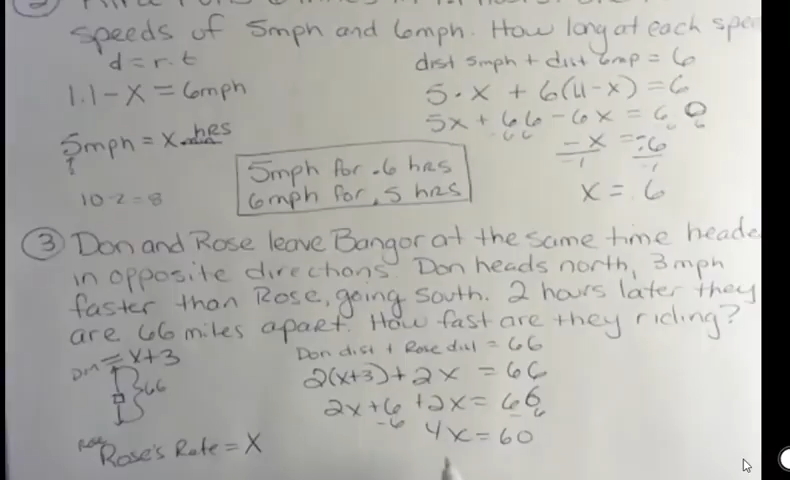 speeds of 5mph and 6mph. How long at each
d = r. t
dist 5mph + dist 6mp = 6
1.1 - X = 6mph
5 · x + 6(1.1 - x) = 6
5x + 6.6 - 6x = 6.0
5mph = x hrs
-x = -.6
-1 -1
5mph for .6 hrs
6mph for .5 hrs
x = .6
10-2=8
3 Don and Rose leave Bangor at the same time heade
in opposite directions. Don heads north, 3mph
faster than Rose, going south. 2 hours later they
are 66 miles apart. How fast are they riding?
Don = x+3
Don dist + Rose dist = 66
66
2(x+3) + 2x = 66
2x+6 +2x = 66
-6 -6
4x = 60
Rose's Rate = X